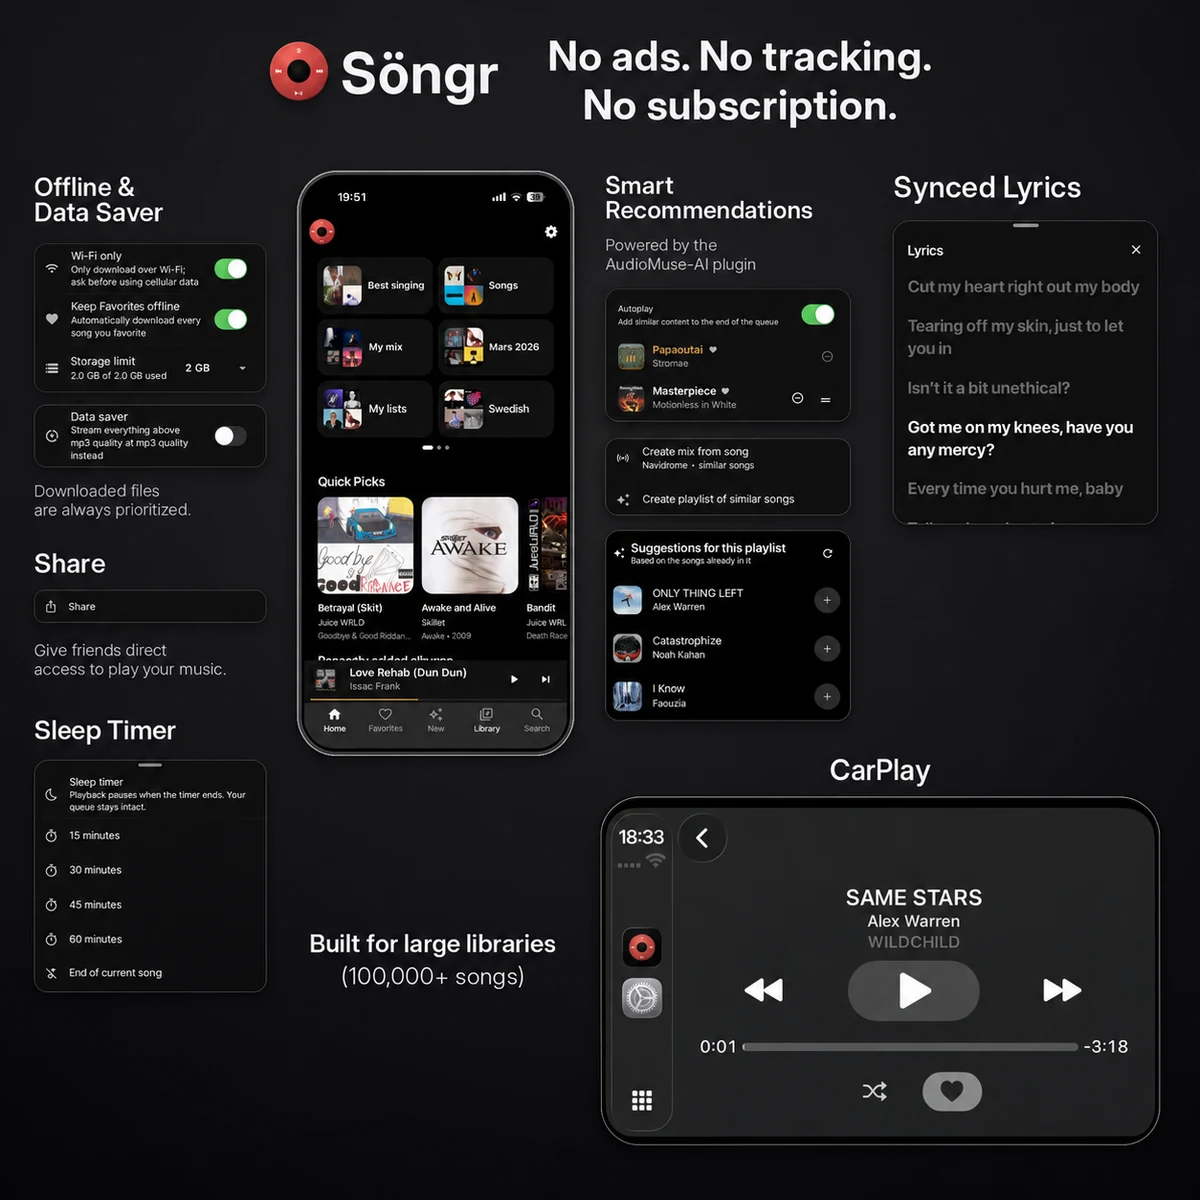 Söngr
No ads. No tracking.
No subscription.
Offline &
Data Saver
Wi-Fi only
Only download over Wi-Fi;
ask before using cellular data
Keep Favorites offline
Automatically download every
song you favorite
Storage limit
2.0 GB of 2.0 GB used
2 GB
Data saver
Stream everything above
mp3 quality at mp3 quality
instead
Downloaded files
are always prioritized.
Share
Share
Give friends direct
access to play your music.
Sleep Timer
Sleep timer
Playback pauses when the timer ends. Your
queue stays intact.
15 minutes
30 minutes
45 minutes
60 minutes
End of current song
19:51
Best singing
Songs
My mix
Mars 2026
My lists
Swedish
Quick Picks
Goodbye
&
GOOD RIDDANCE
SKILLET
AWAKE
Juice WRLD
Betrayal (Skit)
Juice WRLD
Goodbye & Good Riddan...
Awake and Alive
Skillet
Awake • 2009
Bandit
Juice WRL
Death Race
Recently added albums
Love Rehab (Dun Dun)
Issac Frank
Home
Favorites
New
Library
Search
Built for large libraries
(100,000+ songs)
Smart
Recommendations
Powered by the
AudioMuse-AI plugin
Autoplay
Add similar content to the end of the queue
Papaoutai
Stromae
Masterpiece
Motionless in White
Create mix from song
Navidrome • similar songs
Create playlist of similar songs
Suggestions for this playlist
Based on the songs already in it
ONLY THING LEFT
Alex Warren
Catastrophize
Noah Kahan
I Know
Faouzia
Synced Lyrics
Lyrics
Cut my heart right out my body
Tearing off my skin, just to let
you in
Isn't it a bit unethical?
Got me on my knees, have you
any mercy?
Every time you hurt me, baby
CarPlay
18:33
SAME STARS
Alex Warren
WILDCHILD
0:01
-3:18